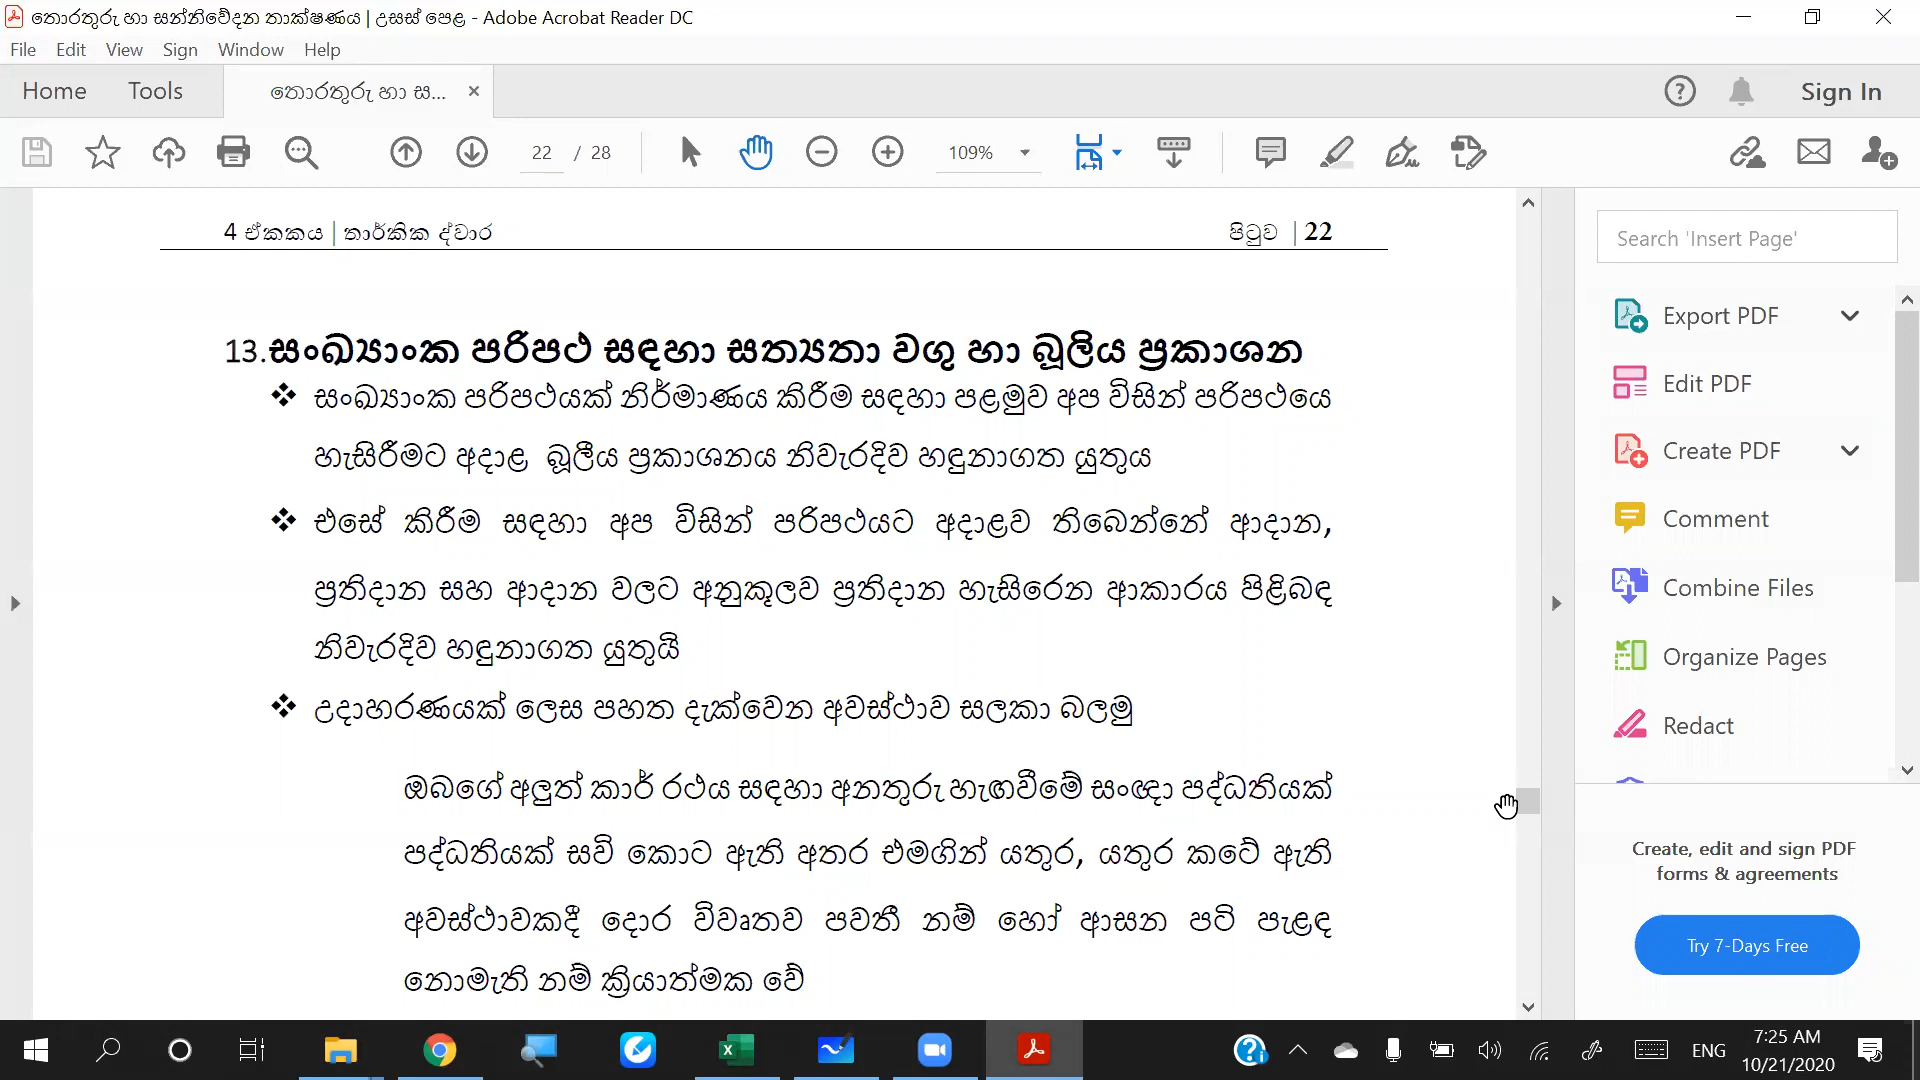 තොරතුරු හා සන්නිවේදන තාක්ෂණය | උසස් පෙළ - Adobe Acrobat Reader DC
File Edit View Sign Window Help
Home Tools තොරතුරු හා ස... × Sign In
22 / 28 109%
4 ඒකකය | තාර්කික ද්වාර පිටුව | 22
Search 'Insert Page'
13.සංඛ්‍යාංක පරිපථ සඳහා සත්‍යතා වගු හා බූලීය ප්‍රකාශන
❖ සංඛ්‍යාංක පරිපථයක් නිර්මාණය කිරීම සඳහා පළමුව අප විසින් පරිපථයෙ
හැසිරීමට අදාළ බූලීය ප්‍රකාශනය නිවැරදිව හඳුනාගත යුතුය
❖ එසේ කිරීම සඳහා අප විසින් පරිපථයට අදාළව තිබෙන්නේ ආදාන,
ප්‍රතිදාන සහ ආදාන වලට අනුකූලව ප්‍රතිදාන හැසිරෙන ආකාරය පිළිබඳ
නිවැරදිව හඳුනාගත යුතුයි
❖ උදාහරණයක් ලෙස පහත දැක්වෙන අවස්ථාව සලකා බලමු
ඔබගේ අලුත් කාර් රථය සඳහා අනතුරු හැඟවීමේ සංඥා පද්ධතියක්
පද්ධතියක් සවි කොට ඇති අතර එමගින් යතුර, යතුර කටේ ඇති
අවස්ථාවකදී දොර විවෘතව පවතී නම් හෝ ආසන පටි පැළඳ
නොමැති නම් ක්‍රියාත්මක වේ
Export PDF
Edit PDF
Create PDF
Comment
Combine Files
Organize Pages
Redact
Create, edit and sign PDF
forms & agreements
Try 7-Days Free
ENG
7:25 AM
10/21/2020